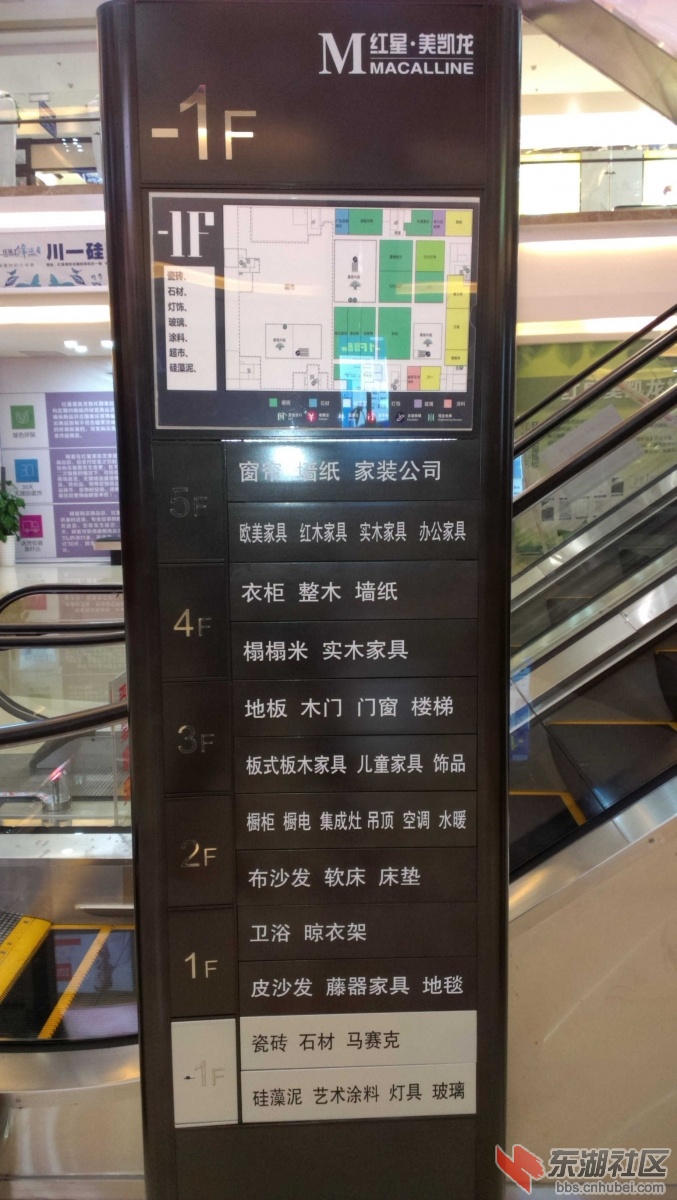 红星·美凯龙
MACALLINE
-1F
-1F
瓷砖、
石材、
灯饰、
玻璃、
涂料、
超市、
硅藻泥、
川一硅
5F
窗帘 墙纸 家装公司
欧美家具 红木家具 实木家具 办公家具
4F
衣柜 整木 墙纸
榻榻米 实木家具
3F
地板 木门 门窗 楼梯
板式板木家具 儿童家具 饰品
2F
橱柜 橱电 集成灶 吊顶 空调 水暖
布沙发 软床 床垫
1F
卫浴 晾衣架
皮沙发 藤器家具 地毯
-1F
瓷砖 石材 马赛克
硅藻泥 艺术涂料 灯具 玻璃
东湖社区
bbs.cnhubei.com